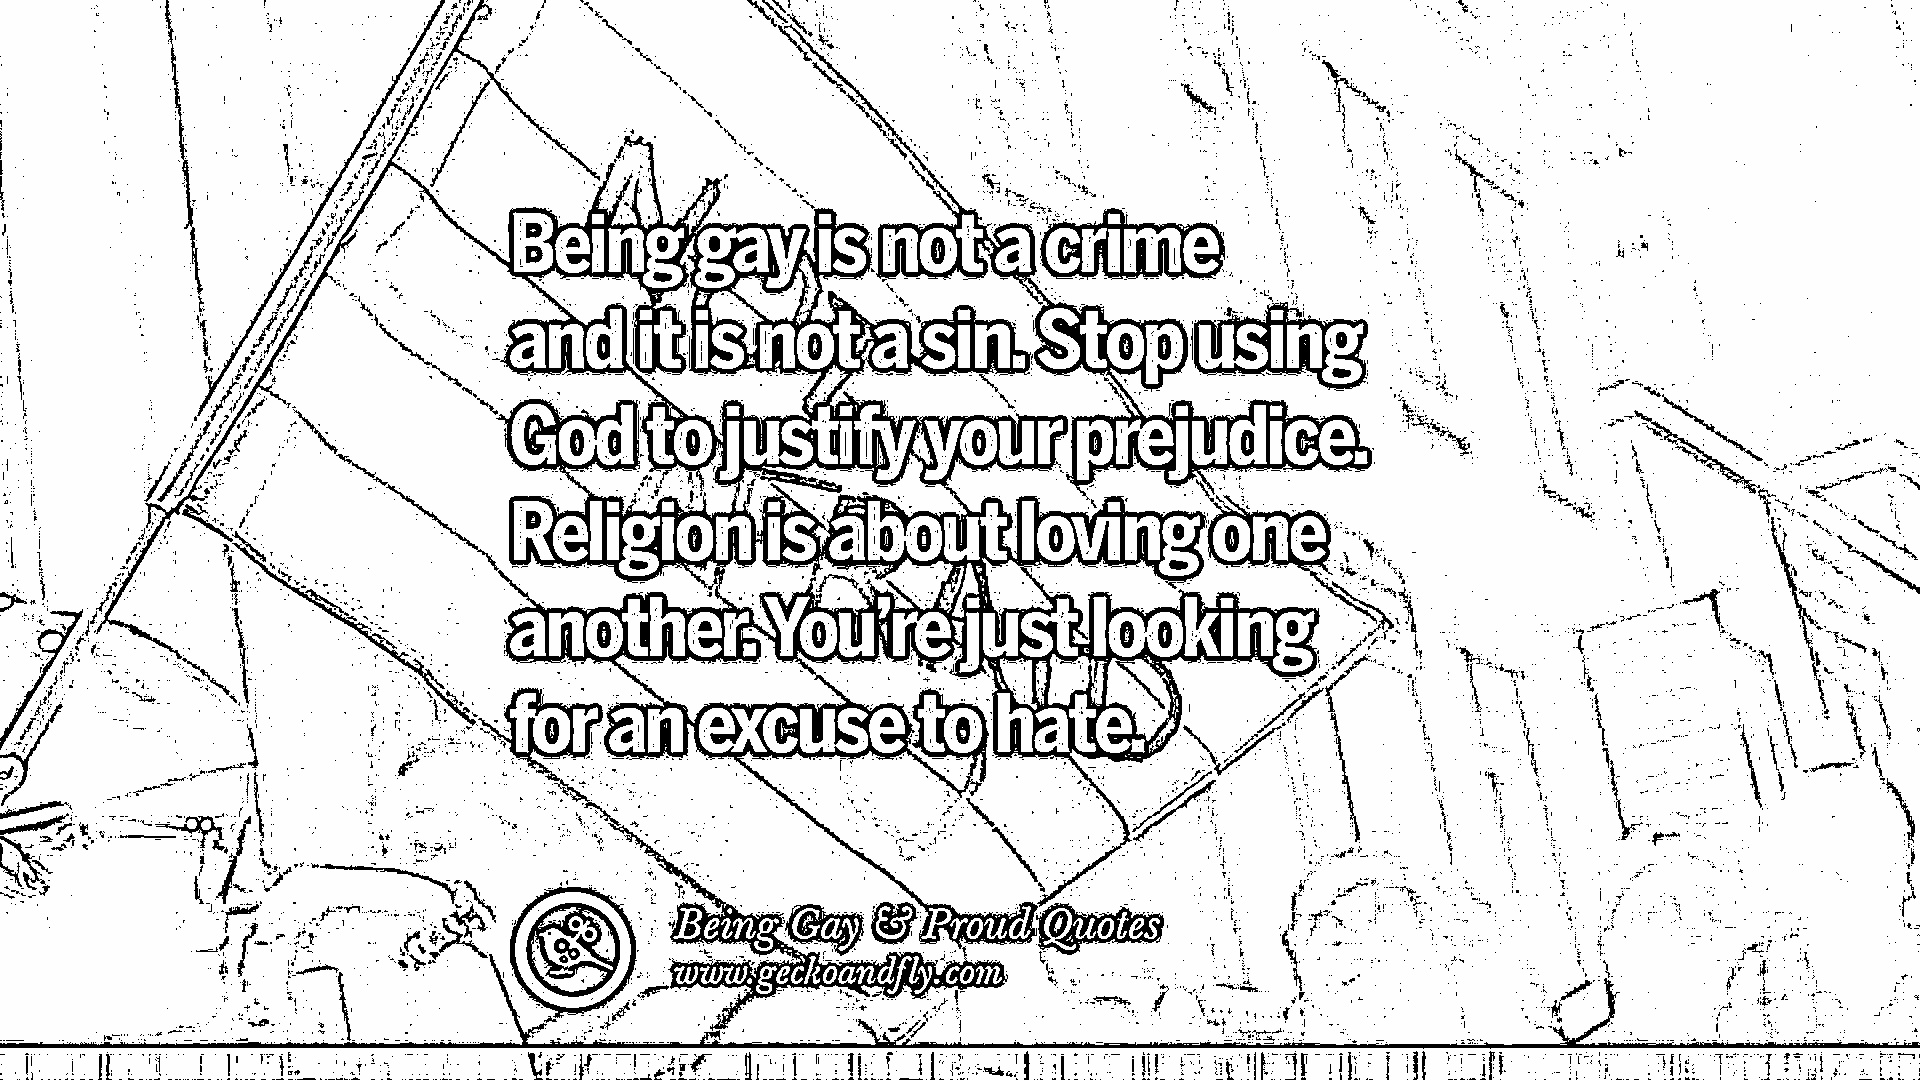 Being gay is not a crime
and it is not a sin. Stop using
God to justify your prejudice.
Religion is about loving one
another. You're just looking
for an excuse to hate.
Being Gay & Proud Quotes
www.geckoandfly.com